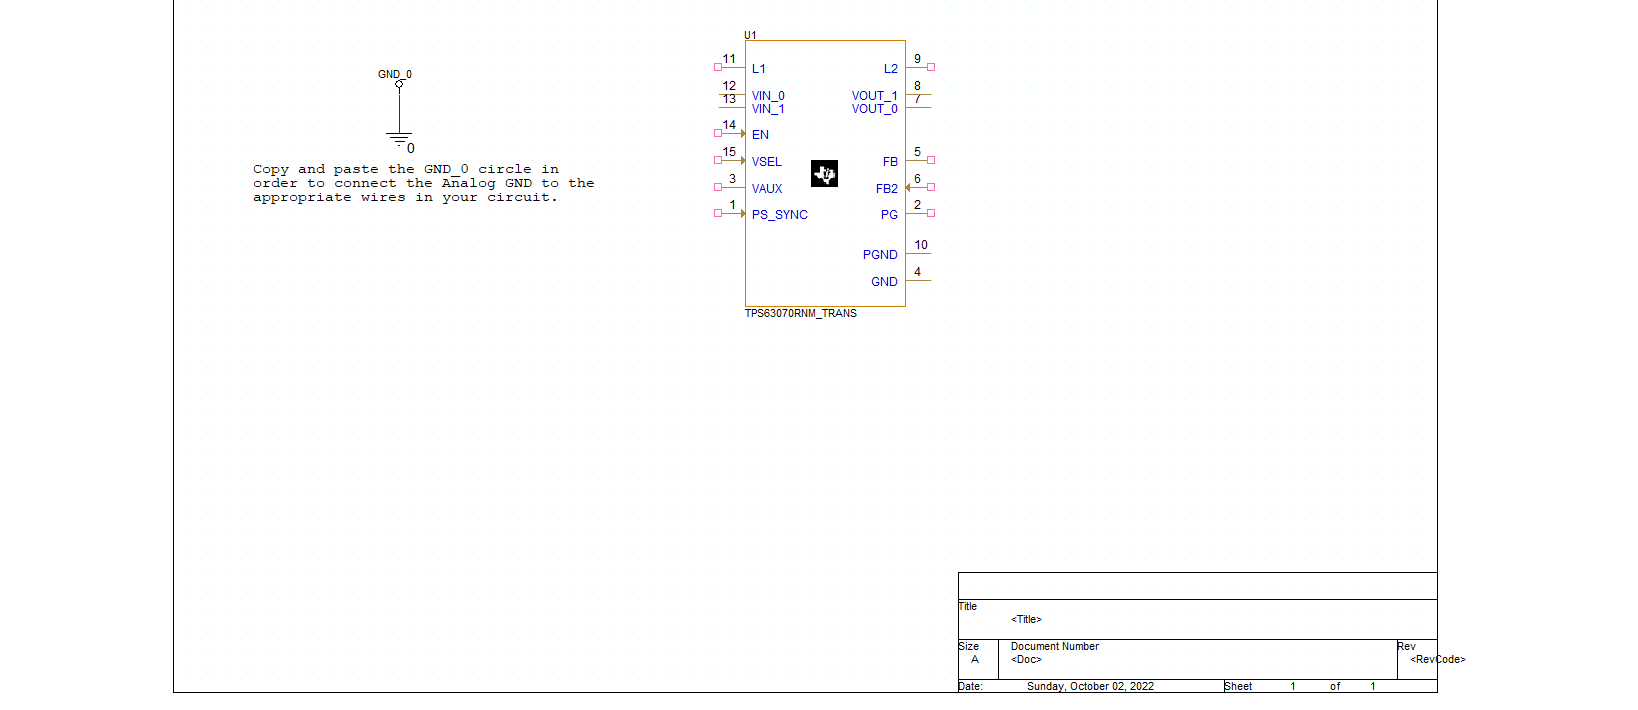 U1
11
L1
L2
9
GND_0
12
VIN_0
VOUT_1
8
13
VIN_1
VOUT_0
7
14
EN
0
15
VSEL
FB
5
Copy and paste the GND_0 circle in
order to connect the Analog GND to the
appropriate wires in your circuit.
3
VAUX
FB2
6
1
PS_SYNC
PG
2
PGND
10
GND
4
TPS63070RNM_TRANS
Title
<Title>
Size
Document Number
Rev
A
<Doc>
<RevCode>
Date:
Sunday, October 02, 2022
Sheet
1
of
1